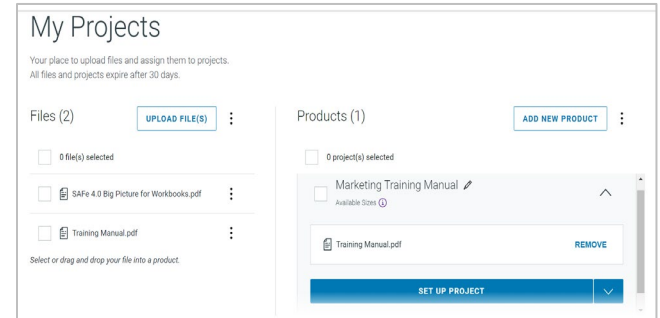 My Projects
Your place to upload files and assign them to projects.
All files and projects expire after 30 days.
Files (2)
UPLOAD FILE(S)
0 file(s) selected
SAFe 4.0 Big Picture for Workbooks.pdf
Training Manual.pdf
Select or drag and drop your file into a product.
Products (1)
ADD NEW PRODUCT
0 project(s) selected
Marketing Training Manual
Available Sizes
Training Manual.pdf
REMOVE
SET UP PROJECT